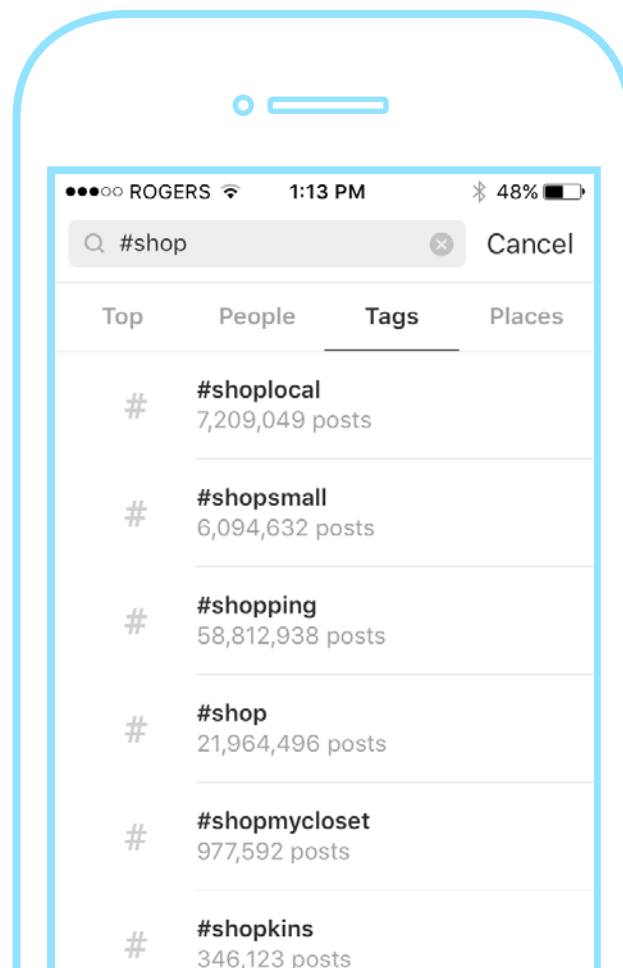 ROGERS 1:13 PM 48%
#shop Cancel
Top People Tags Places
# #shoplocal
7,209,049 posts
# #shopsmall
6,094,632 posts
# #shopping
58,812,938 posts
# #shop
21,964,496 posts
# #shopmycloset
977,592 posts
# #shopkins
346,123 posts